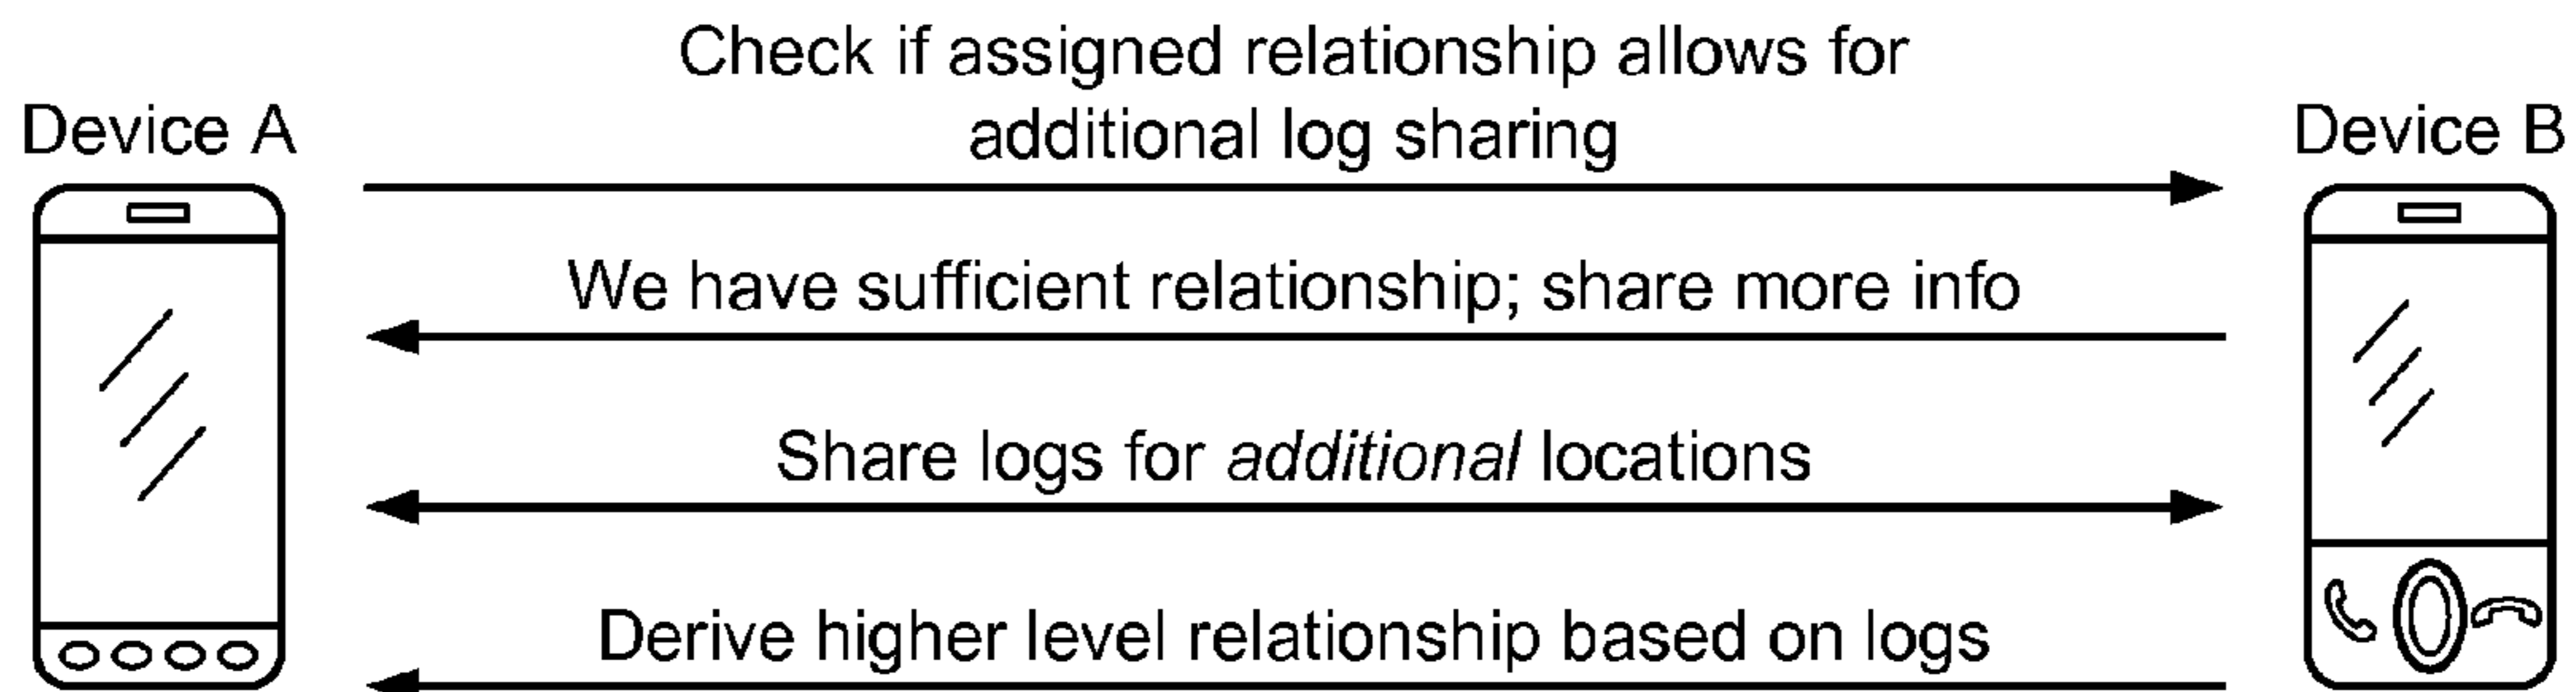 Check if assigned relationship allows for
additional log sharing
Device A
Device B
We have sufficient relationship; share more info
Share logs for additional locations
Derive higher level relationship based on logs